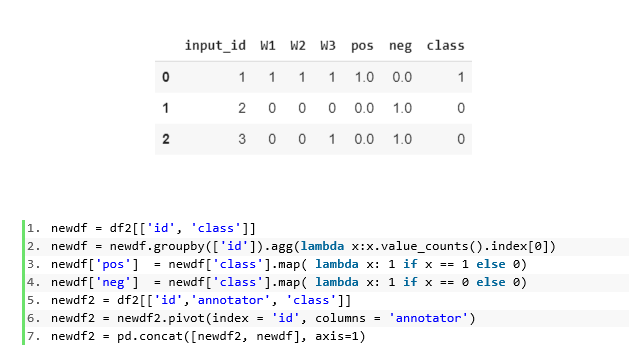 input_id W1 W2 W3 pos neg class
0 1 1 1 1 1.0 0.0 1
1 2 0 0 0 0.0 1.0 0
2 3 0 0 1 0.0 1.0 0
1. newdf = df2[['id', 'class']]
2. newdf = newdf.groupby(['id']).agg(lambda x:x.value_counts().index[0])
3. newdf['pos']  = newdf['class'].map( lambda x: 1 if x == 1 else 0)
4. newdf['neg']  = newdf['class'].map( lambda x: 1 if x == 0 else 0)
5. newdf2 = df2[['id','annotator', 'class']]
6. newdf2 = newdf2.pivot(index = 'id', columns = 'annotator')
7. newdf2 = pd.concat([newdf2, newdf], axis=1)